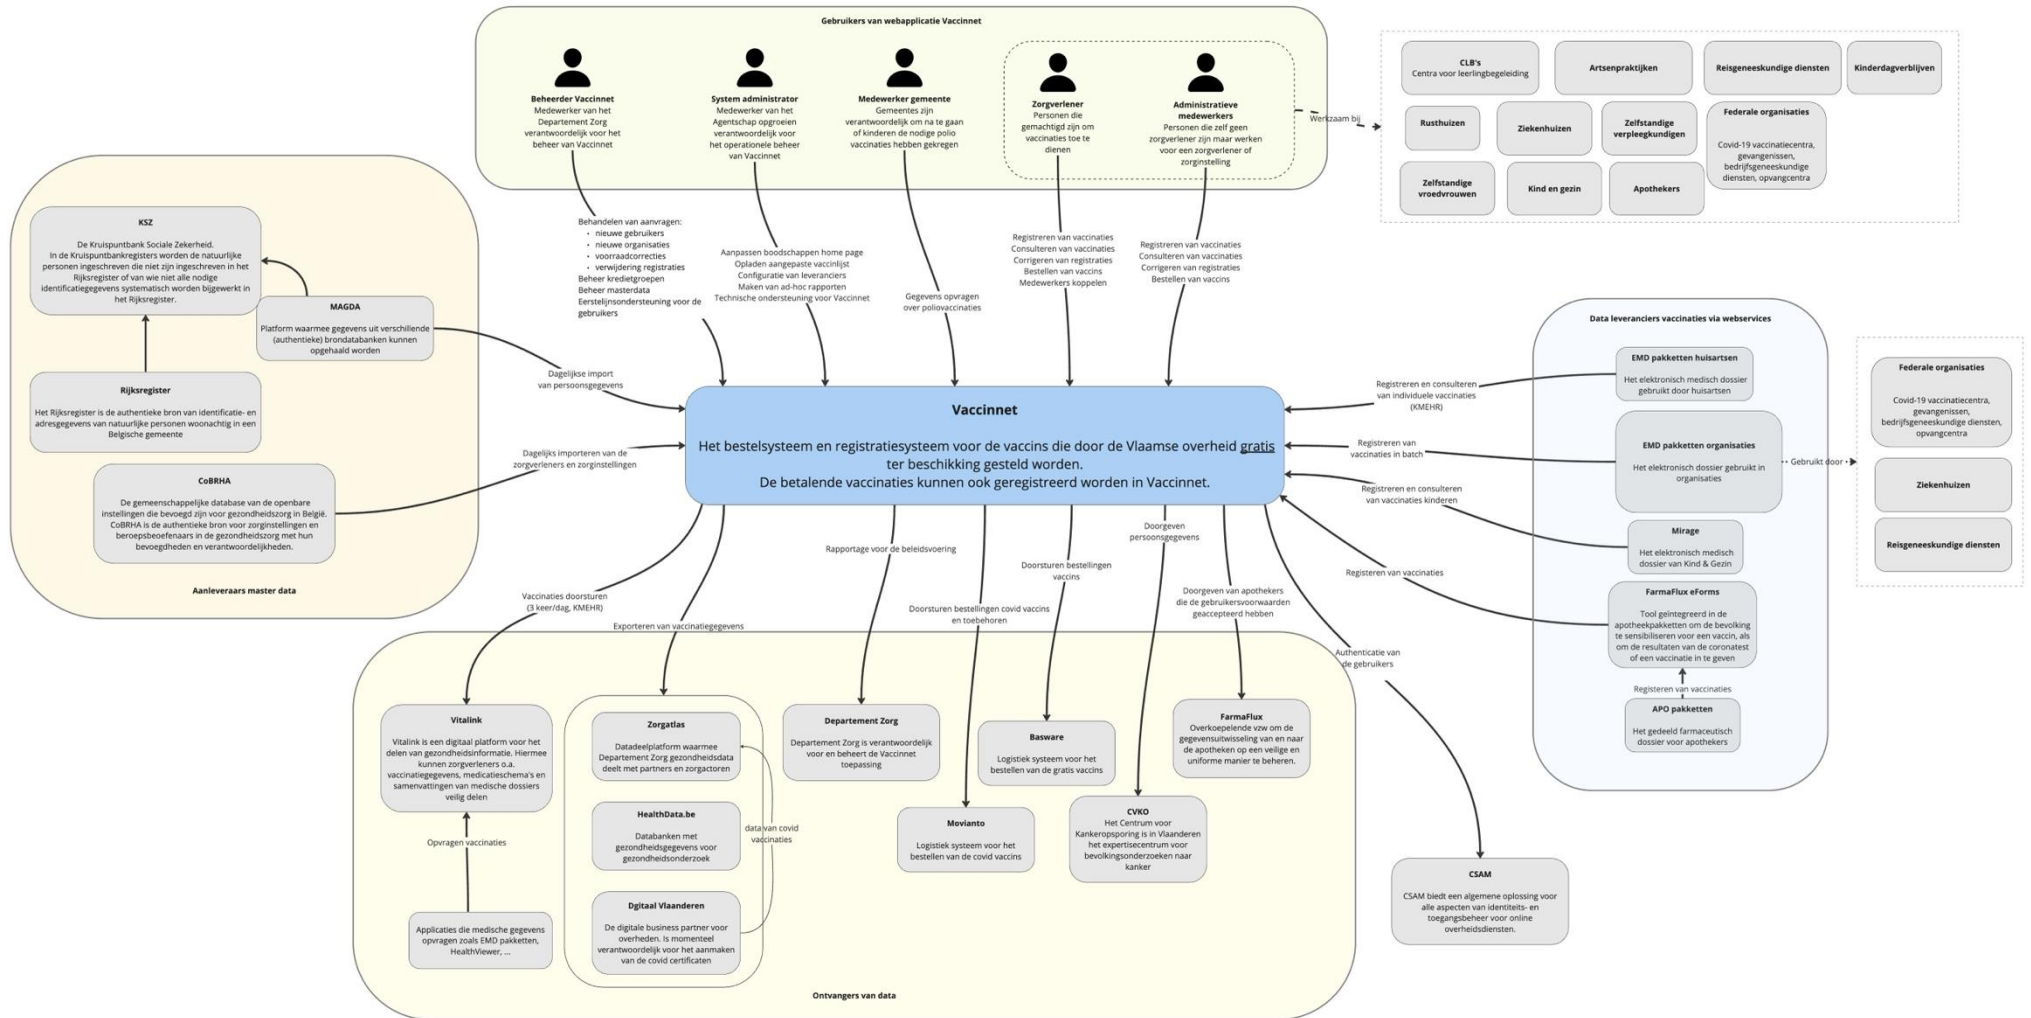 Gebruikers van webapplicatie Vaccinnet
Beheerder Vaccinnet
Medewerker van het
Departement Zorg
verantwoordelijk voor het
beheer van Vaccinnet
System administrator
Medewerker van het
Agentschap opgroeien
verantwoordelijk voor
het operationele beheer
van Vaccinnet
Medewerker gemeente
Gemeentes zijn
verantwoordelijk om na te gaan
of kinderen de nodige polio
vaccinaties hebben gekregen
Zorgverlener
Personen die
gemachtigd zijn om
vaccinaties toe te
dienen
Administratieve
medewerkers
Personen die zelf geen
zorgverlener zijn maar werken
voor een zorgverlener of
zorginstelling
Werkzaam bij
CLB's
Centra voor leerlingbegeleiding
Artsenpraktijken
Reisgeneeskundige diensten
Kinderdagverblijven
Rusthuizen
Ziekenhuizen
Zelfstandige
verpleegkundigen
Federale organisaties
Covid-19 vaccinatiecentra,
gevangenissen,
bedrijfsgeneeskundige
diensten, opvangcentra
Zelfstandige
vroedvrouwen
Kind en gezin
Apothekers
KSZ
De Kruispuntbank Sociale Zekerheid.
In de Kruispuntbankregisters worden de natuurlijke
personen ingeschreven die niet zijn ingeschreven in het
Rijksregister of van wie niet alle nodige
identificatiegegevens systematisch worden bijgewerkt in
het Rijksregister.
MAGDA
Platform waarmee gegevens uit verschillende
(authentieke) brondatabanken kunnen
opgehaald worden
Rijksregister
Het Rijksregister is de authentieke bron van identificatie- en
adresgegevens van natuurlijke personen woonachtig in een
Belgische gemeente
CoBRHA
De gemeenschappelijke database van de openbare
instellingen die bevoegd zijn voor gezondheidszorg in België.
CoBRHA is de authentieke bron voor zorginstellingen en
beroepsbeoefenaars in de gezondheidszorg met hun
bevoegdheden en verantwoordelijkheden.
Aanleveraars master data
Dagelijkse import
van persoonsgegevens
Dagelijks importeren van de
zorgverleners en zorginstellingen
Behandelen van aanvragen:
• nieuwe gebruikers
• nieuwe organisaties
• voorraadcorrecties
• verwijdering registraties
Beheer kredietgroepen
Beheer masterdata
Eerstelijnsondersteuning voor de
gebruikers
Aanpassen boodschappen home page
Opladen aangepaste vaccinlijst
Configuratie van leveranciers
Maken van ad-hoc rapporten
Technische ondersteuning voor Vaccinnet
Gegevens opvragen
over poliovaccinaties
Registreren van vaccinaties
Consulteren van vaccinaties
Corrigeren van registraties
Bestellen van vaccins
Medewerkers koppelen
Registreren van vaccinaties
Consulteren van vaccinaties
Corrigeren van registraties
Bestellen van vaccins
Vaccinnet
Het bestelsysteem en registratiesysteem voor de vaccins die door de Vlaamse overheid gratis
ter beschikking gesteld worden.
De betalende vaccinaties kunnen ook geregistreerd worden in Vaccinnet.
Data leveranciers vaccinaties via webservices
EMD pakketten huisartsen
Het elektronisch medisch dossier
gebruikt door huisartsen
EMD pakketten organisaties
Het elektronisch dossier gebruikt in
organisaties
Mirage
Het elektronisch medisch
dossier van Kind & Gezin
FarmaFlux eForms
Tool geïntegreerd in de
apotheekpakketten om de bevolking
te sensibiliseren voor een vaccin, als
om de resultaten van de coronatest
of een vaccinatie in te geven
Registeren van vaccinaties
APO pakketten
Het gedeeld farmaceutisch
dossier voor apothekers
Registreren en consulteren
van individuele vaccinaties
(KMEHR)
Registreren van
vaccinaties in batch
Registreren en consulteren
van vaccinaties kinderen
Registeren van vaccinaties
Gebruikt door
Federale organisaties
Covid-19 vaccinatiecentra,
gevangenissen,
bedrijfsgeneeskundige diensten,
opvangcentra
Ziekenhuizen
Reisgeneeskundige diensten
Vaccinaties doorsturen
(3 keer/dag, KMEHR)
Exporteren van vaccinatiegegevens
Rapportage voor de beleidsvoering
Doorsturen bestellingen covid vaccins
en toebehoren
Doorsturen bestellingen
vaccins
Doorgeven
persoonsgegevens
Doorgeven van apothekers
die de gebruikersvoorwaarden
geaccepteerd hebben
Authenticatie van
de gebruikers
Vitalink
Vitalink is een digitaal platform voor het
delen van gezondheidsinformatie. Hiermee
kunnen zorgverleners o.a.
vaccinatiegegevens, medicatieschema's en
samenvattingen van medische dossiers
veilig delen
Opvragen vaccinaties
Applicaties die medische gegevens
opvragen zoals EMD pakketten,
HealthViewer, ...
Zorgatlas
Datadeelplatform waarmee
Departement Zorg gezondheidsdata
deelt met partners en zorgactoren
HealthData.be
Databanken met
gezondheidsgegevens voor
gezondheidsonderzoek
data van covid
vaccinaties
Dgitaal Vlaanderen
De digitale business partner voor
overheden. Is momenteel
verantwoordelijk voor het aanmaken
van de covid certificaten
Departement Zorg
Departement Zorg is verantwoordelijk
voor en beheert de Vaccinnet
toepassing
Movianto
Logistiek systeem voor het
bestellen van de covid vaccins
Basware
Logistiek systeem voor het
bestellen van de gratis vaccins
CVKO
Het Centrum voor
Kankeropsporing is in Vlaanderen
het expertisecentrum voor
bevolkingsonderzoeken naar
kanker
FarmaFlux
Overkoepelende vzw om de
gegevensuitwisseling van en naar
de apotheken op een veilige en
uniforme manier te beheren.
CSAM
CSAM biedt een algemene oplossing voor
alle aspecten van identiteits- en
toegangsbeheer voor online
overheidsdiensten.
Ontvangers van data